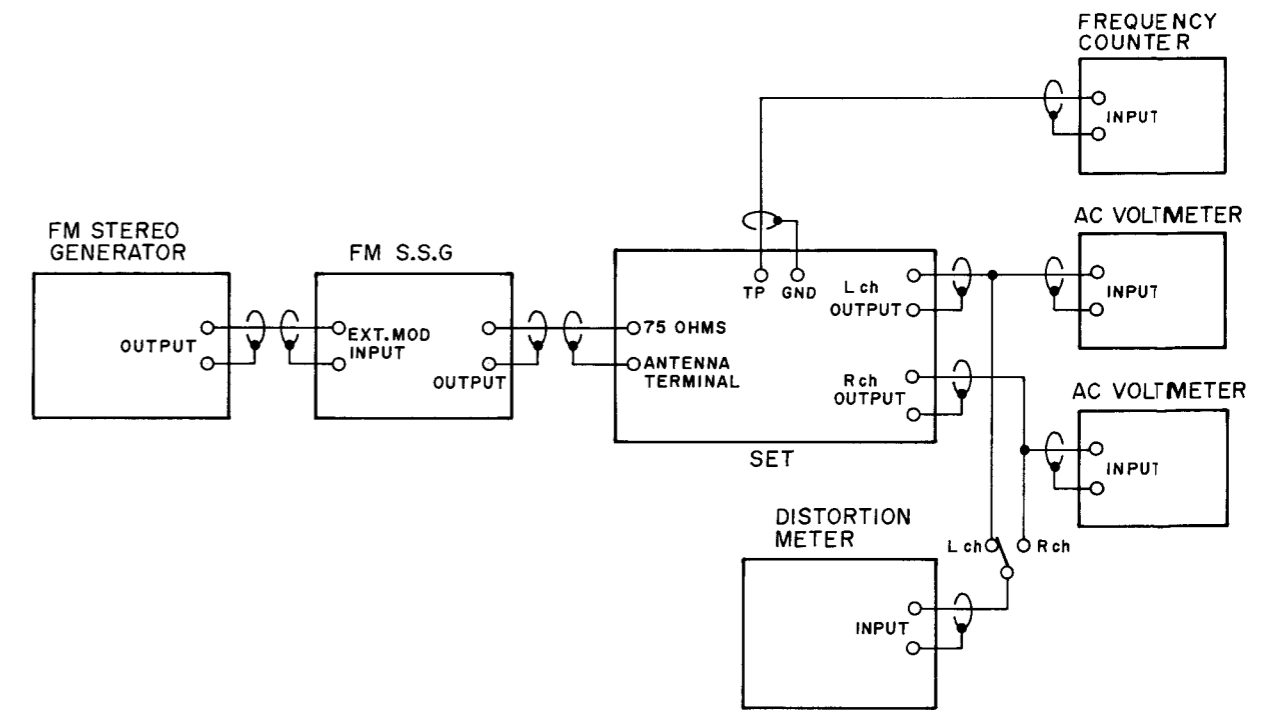 FREQUENCY
COUNTER
INPUT
FM STEREO
GENERATOR
OUTPUT
FM S.S.G
EXT.MOD
INPUT
OUTPUT
TP GND
75 OHMS
ANTENNA
TERMINAL
L ch
OUTPUT
R ch
OUTPUT
SET
AC VOLTMETER
INPUT
AC VOLTMETER
INPUT
DISTORTION
METER
L ch
R ch
INPUT